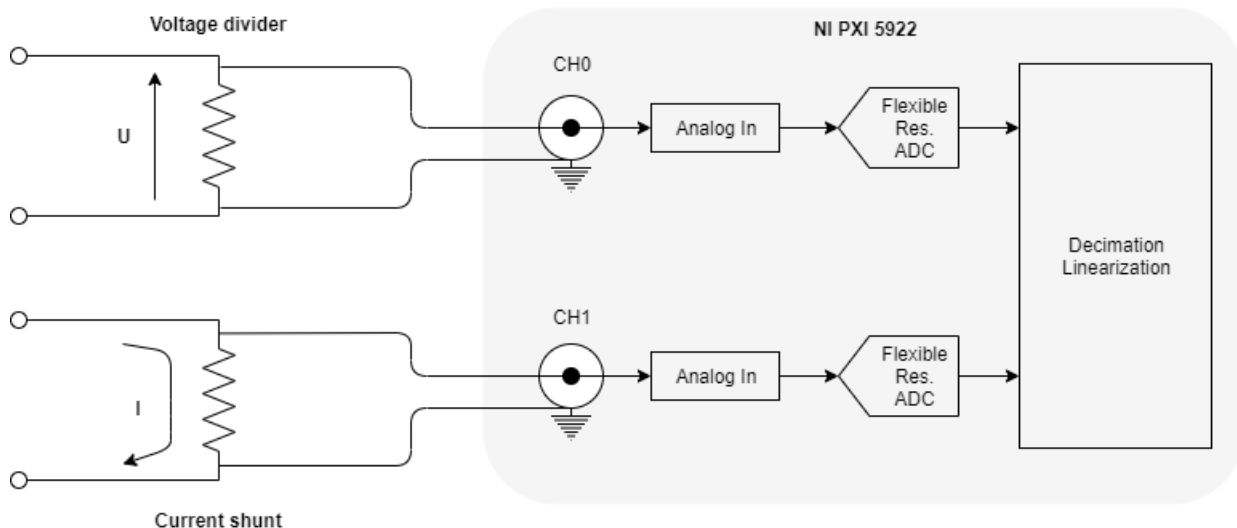 Voltage divider
NI PXI 5922
CH0
U
Analog In
Flexible
Res.
ADC
Decimation
Linearization
CH1
I
Analog In
Flexible
Res.
ADC
Current shunt